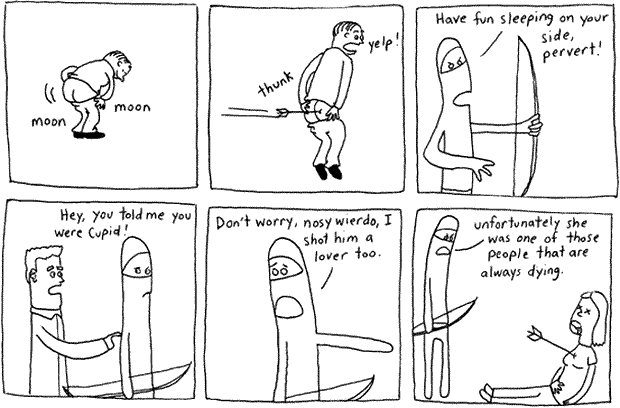 moon
moon
thunk
yelp!
Have fun sleeping on your
side,
pervert!
Hey, you told me you
were Cupid!
Don't worry, nosy wierdo, I
shot him a
lover too.
unfortunately she
was one of those
people that are
always dying.